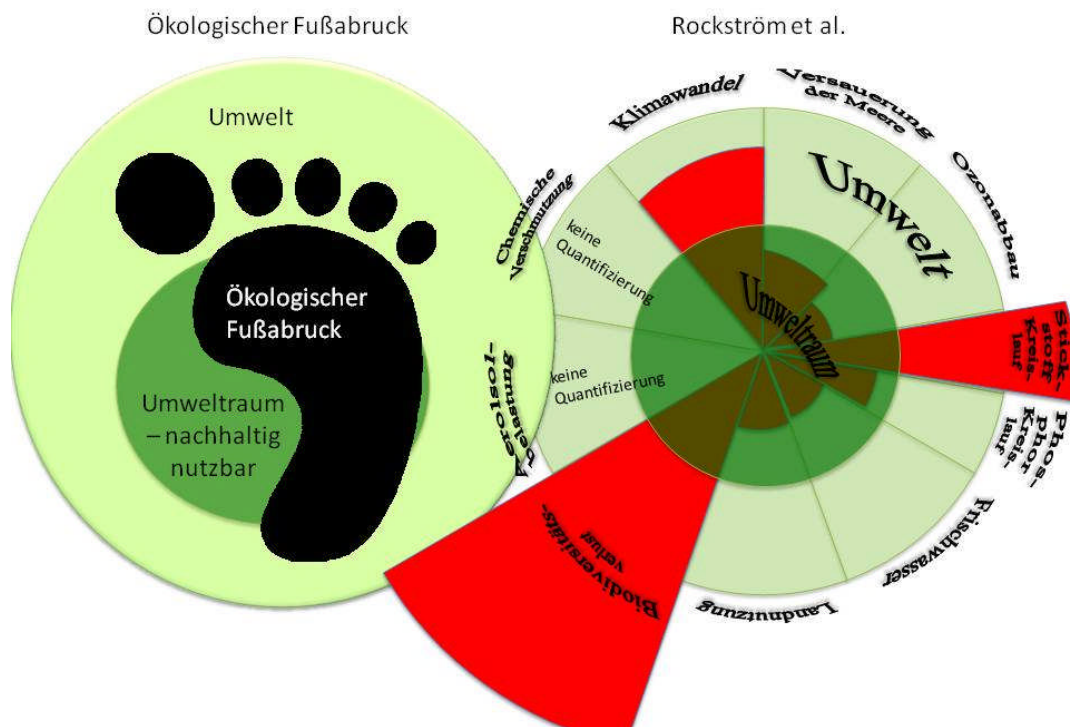 Ökologischer Fußabruck
Rockström et al.
Umwelt
Ökologischer
Fußabruck
Umweltraum
– nachhaltig
nutzbar
Klimawandel
Versauerung
der Meere
Ozonabbau
Stick-
stoff
Kreis-
lauf
Phos-
phor
Kreis-
lauf
Frischwasser
Landnutzung
Biodiversitäts-
verlust
Aerolsol-
belastung
keine
Quantifizierung
Chemische
Verschmutzung
keine
Quantifizierung
Umwelt
Umweltraum